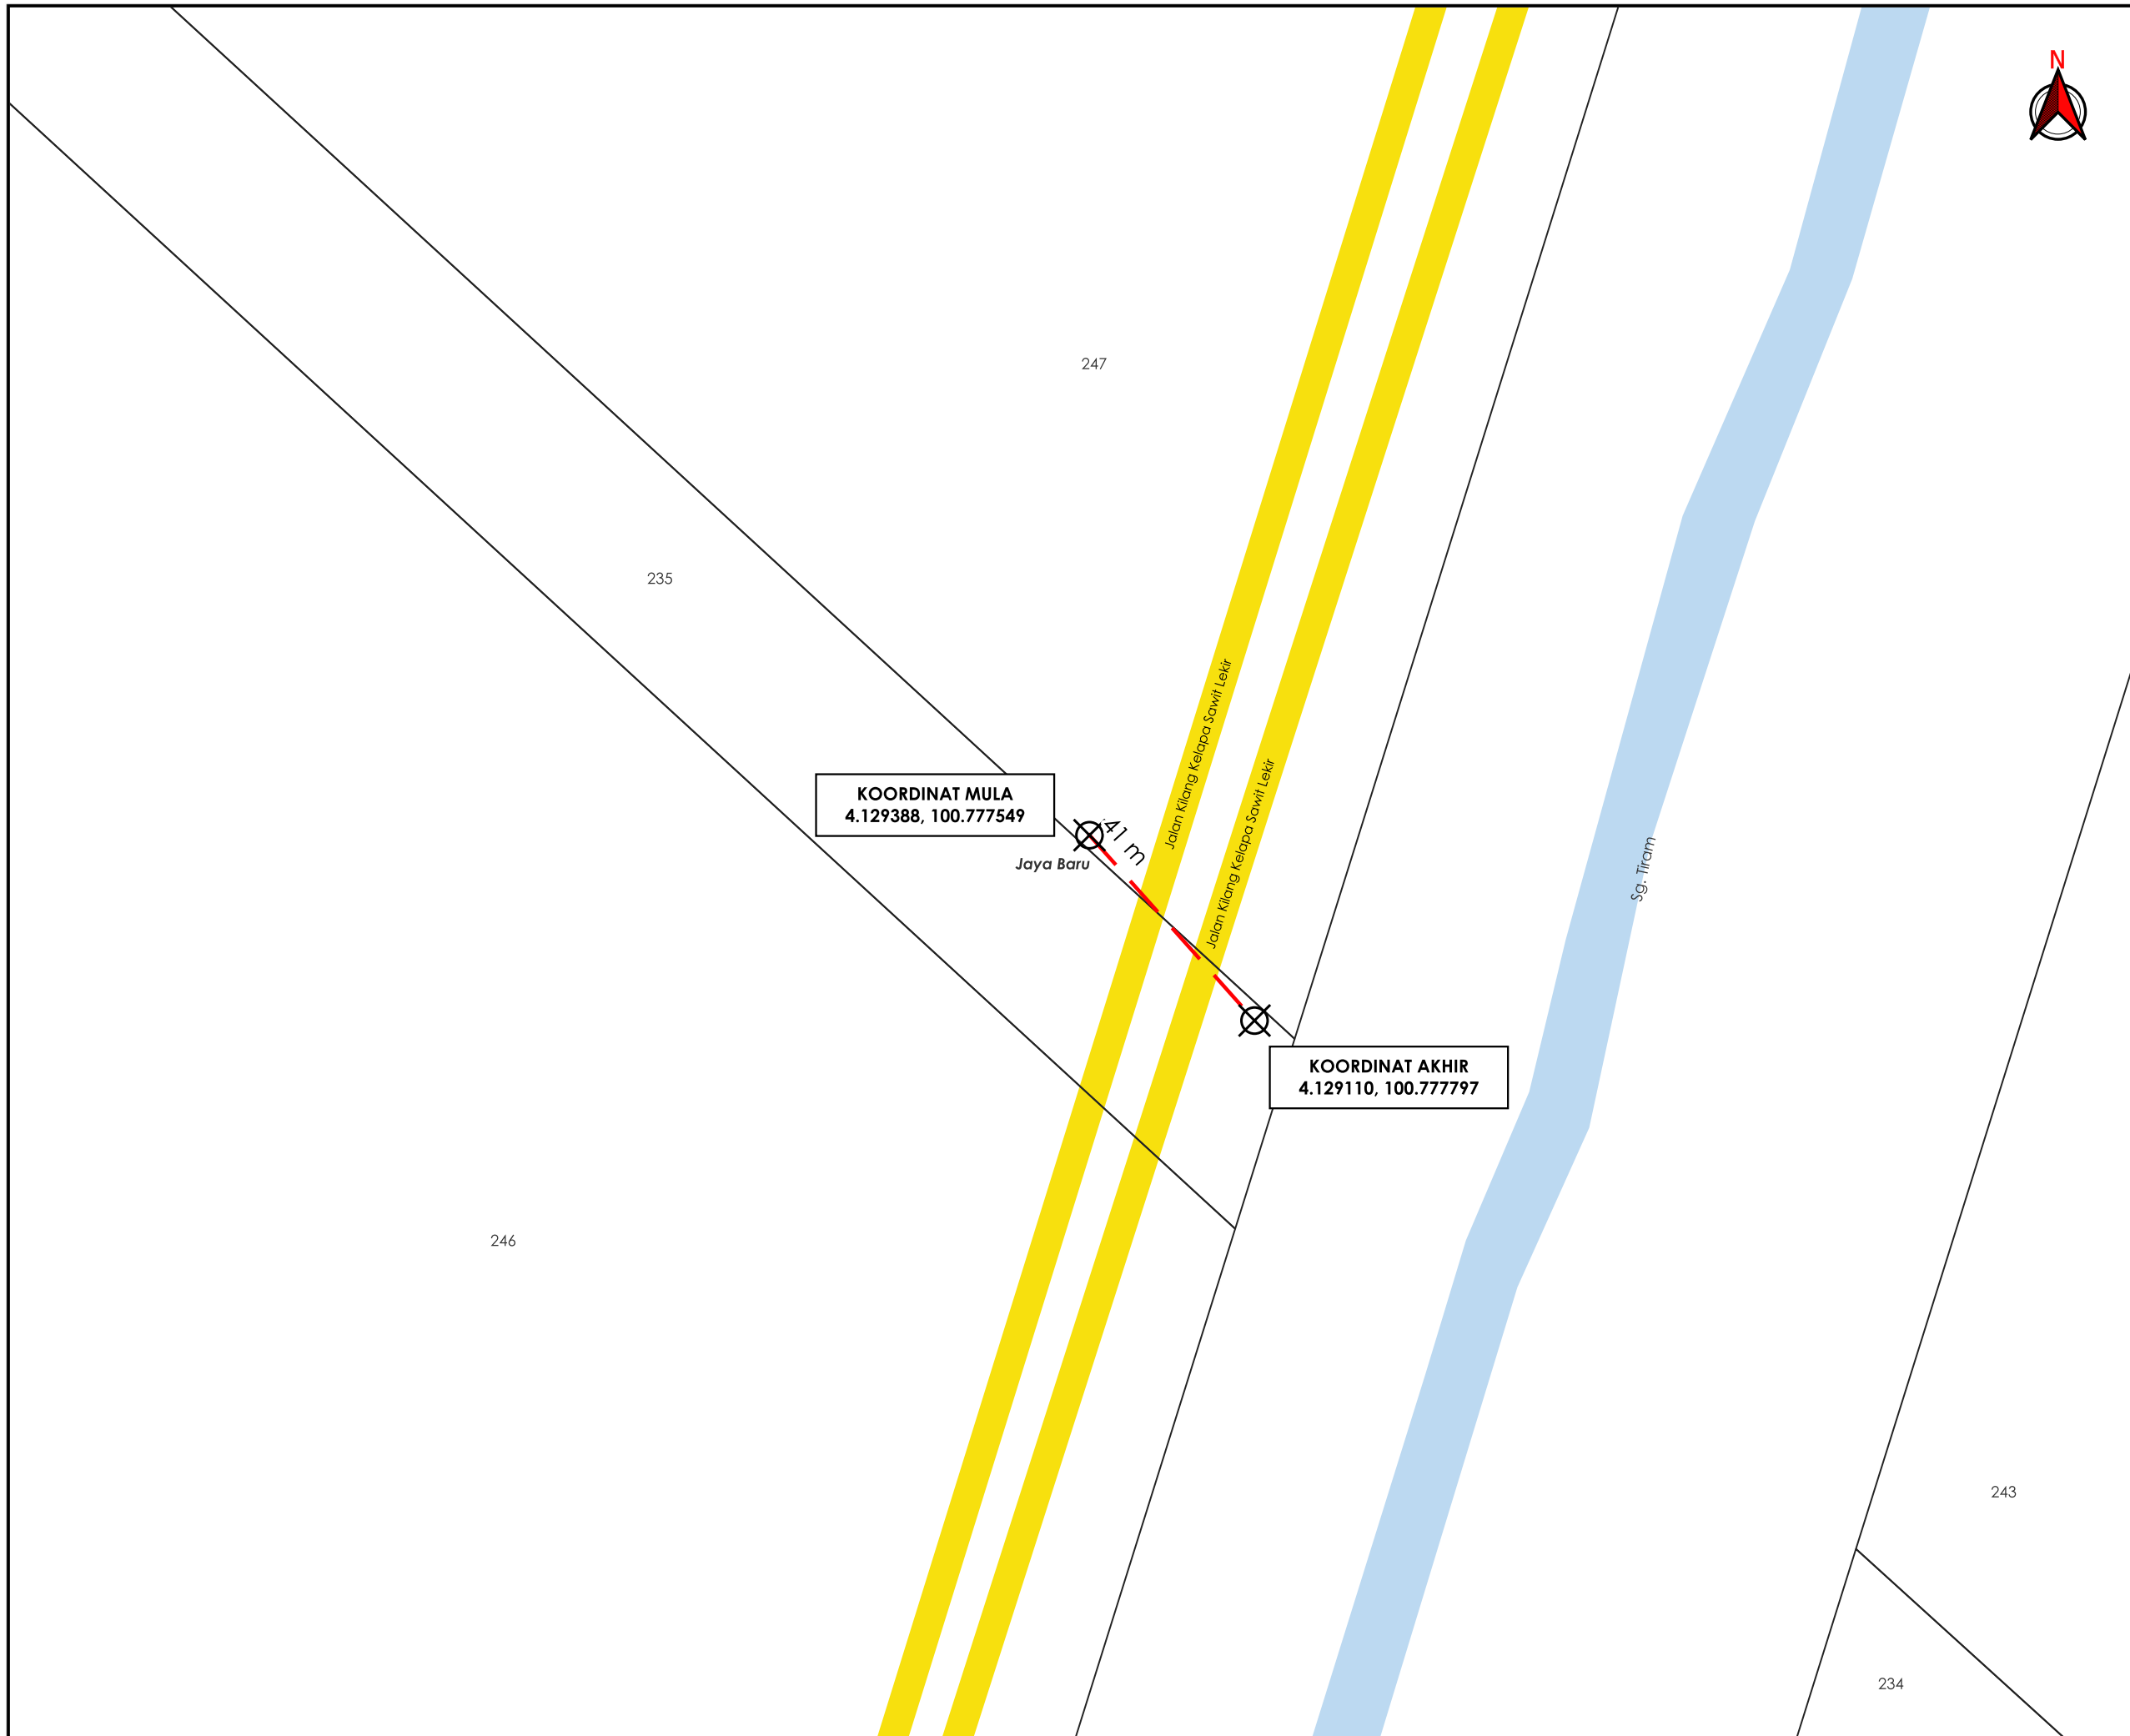 N
247
235
Jalan Kilang Kelapa Sawit Lekir
Jalan Kilang Kelapa Sawit Lekir
KOORDINAT MULA
4.129388, 100.777549
41 m
Jaya Baru
Sg. Tiram
KOORDINAT AKHIR
4.129110, 100.777797
246
243
234